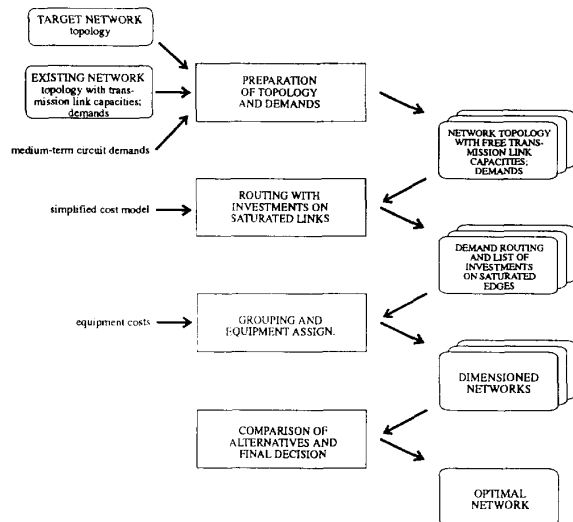 TARGET NETWORK
topology
EXISTING NETWORK
topology with trans-
mission link capacities;
demands
medium-term circuit demands
PREPARATION
OF TOPOLOGY
AND DEMANDS
NETWORK TOPOLOGY
WITH FREE TRANS-
MISSION LINK
CAPACITIES;
DEMANDS
simplified cost model
ROUTING WITH
INVESTMENTS ON
SATURATED LINKS
DEMAND ROUTING
AND LIST OF
INVESTMENTS
ON SATURATED
EDGES
equipment costs
GROUPING AND
EQUIPMENT ASSIGN.
DIMENSIONED
NETWORKS
COMPARISON OF
ALTERNATIVES AND
FINAL DECISION
OPTIMAL
NETWORK